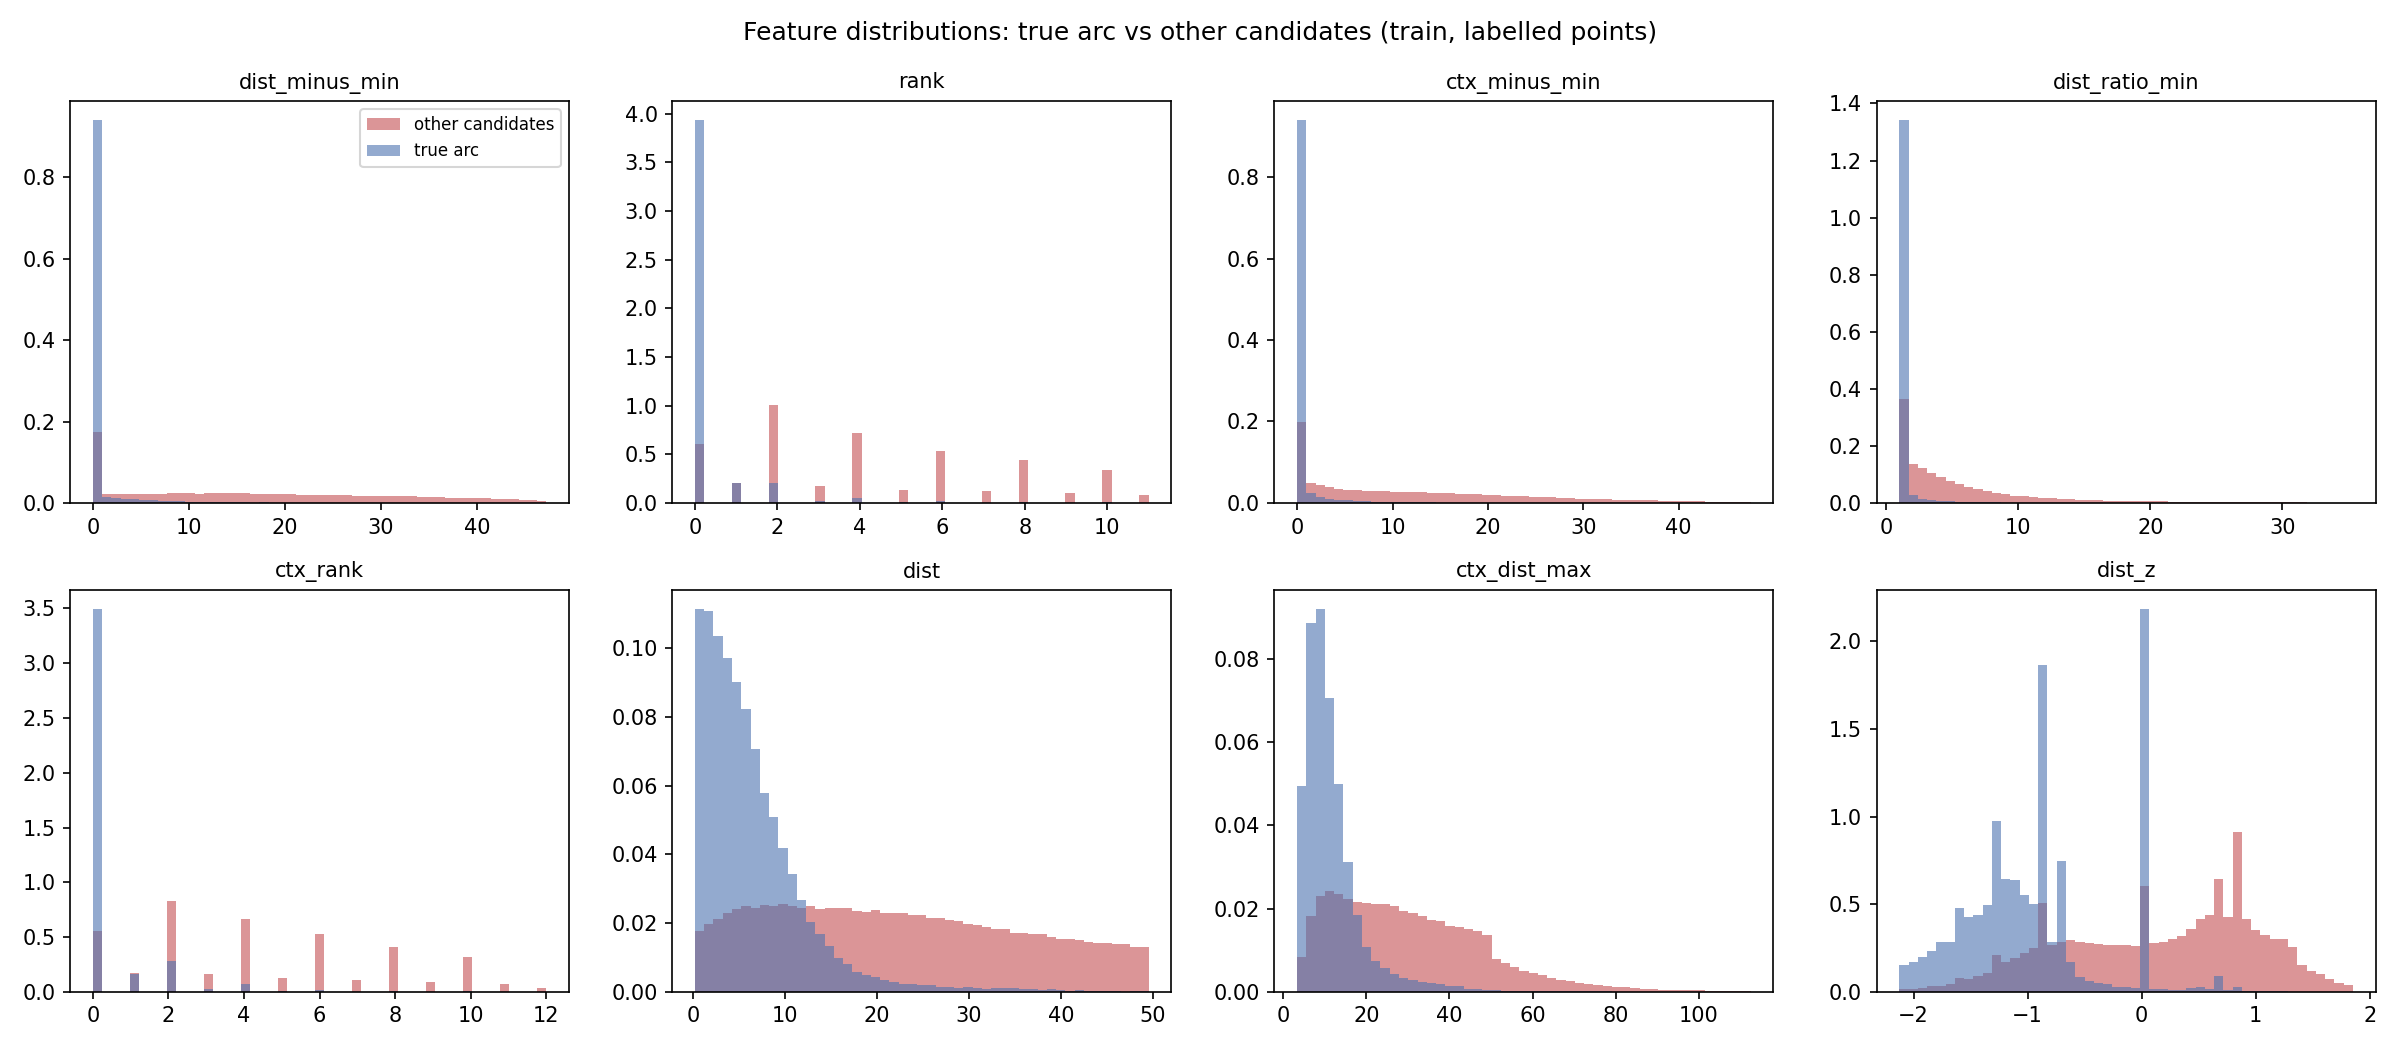 Feature distributions: true arc vs other candidates (train, labelled points)
dist_minus_min
rank
ctx_minus_min
dist_ratio_min
other candidates
true arc
0.8
0.6
0.4
0.2
0.0
0 10 20 30 40
4.0
3.5
3.0
2.5
2.0
1.5
1.0
0.5
0.0
0 2 4 6 8 10
0.8
0.6
0.4
0.2
0.0
0 10 20 30 40
1.4
1.2
1.0
0.8
0.6
0.4
0.2
0.0
0 10 20 30
ctx_rank
dist
ctx_dist_max
dist_z
3.5
3.0
2.5
2.0
1.5
1.0
0.5
0.0
0 2 4 6 8 10 12
0.10
0.08
0.06
0.04
0.02
0.00
0 10 20 30 40 50
0.08
0.06
0.04
0.02
0.00
0 20 40 60 80 100
2.0
1.5
1.0
0.5
0.0
−2 −1 0 1 2